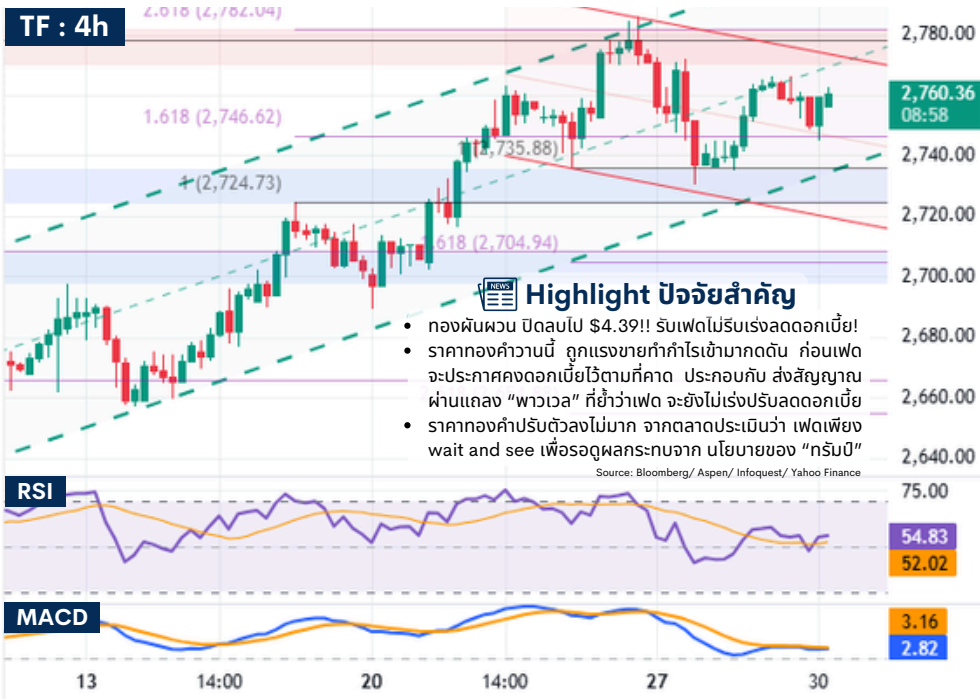 TF : 4h
2.618 (2,782.04)
2,780.00
2,760.36
08:58
1.618 (2,746.62)
(2,735.88)
2,740.00
1 (2,724.73)
2,720.00
.618 (2,704.94)
2,700.00
NEWS
Highlight ปัจจัยสำคัญ
• ทองผันผวน ปิดลบไป $4.39!! รับเฟดไม่รีบเร่งลดดอกเบี้ย!
2,680.00
• ราคาทองคำวานนี้ ถูกแรงขายทำกำไรเข้ามากดดัน ก่อนเฟด
จะประกาศคงดอกเบี้ยไว้ตามที่คาด ประกอบกับ ส่งสัญญาณ
ผ่านแถลง “พาวเวล” ที่ย้ำว่าเฟด จะยังไม่เร่งปรับลดดอกเบี้ย
2,660.00
• ราคาทองคำปรับตัวลงไม่มาก จากตลาดประเมินว่า เฟดเพียง
wait and see เพื่อรอดูผลกระทบจาก นโยบายของ “ทรัมป์”
2,640.00
Source: Bloomberg/ Aspen/ Infoquest/ Yahoo Finance
RSI
75.00
54.83
52.02
MACD
3.16
2.82
13
14:00
20
14:00
27
30